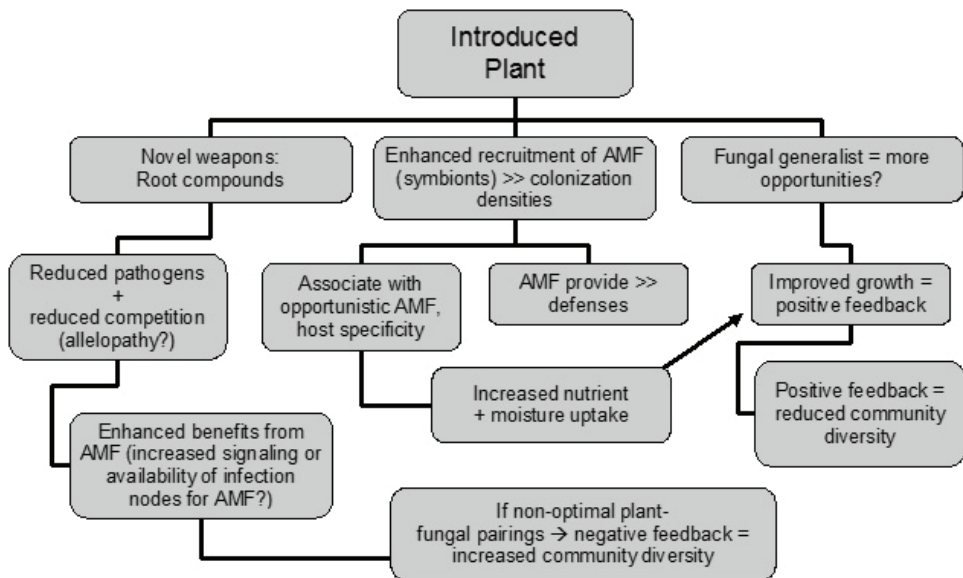 Introduced
Plant
Novel weapons:
Root compounds
Enhanced recruitment of AMF
(symbionts) >> colonization
densities
Fungal generalist = more
opportunities?
Reduced pathogens
+
reduced competition
(allelopathy?)
Associate with
opportunistic AMF,
host specificity
AMF provide >>
defenses
Improved growth =
positive feedback
Increased nutrient
+ moisture uptake
Positive feedback =
reduced community
diversity
Enhanced benefits from
AMF (increased signaling or
availability of infection
nodes for AMF?)
If non-optimal plant-
fungal pairings → negative feedback =
increased community diversity